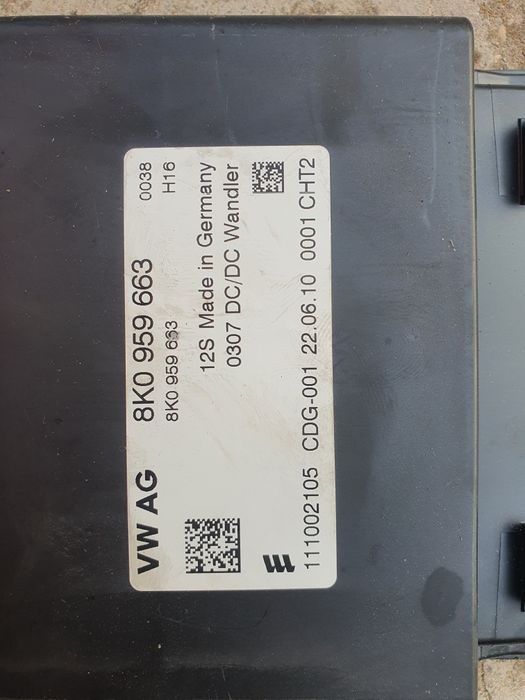 VW AG 8K0 959 663 0038
8K0 959 663 H16
12S Made in Germany
0307 DC/DC Wandler
111002105 CDG-001 22.06.10 0001 CHT2